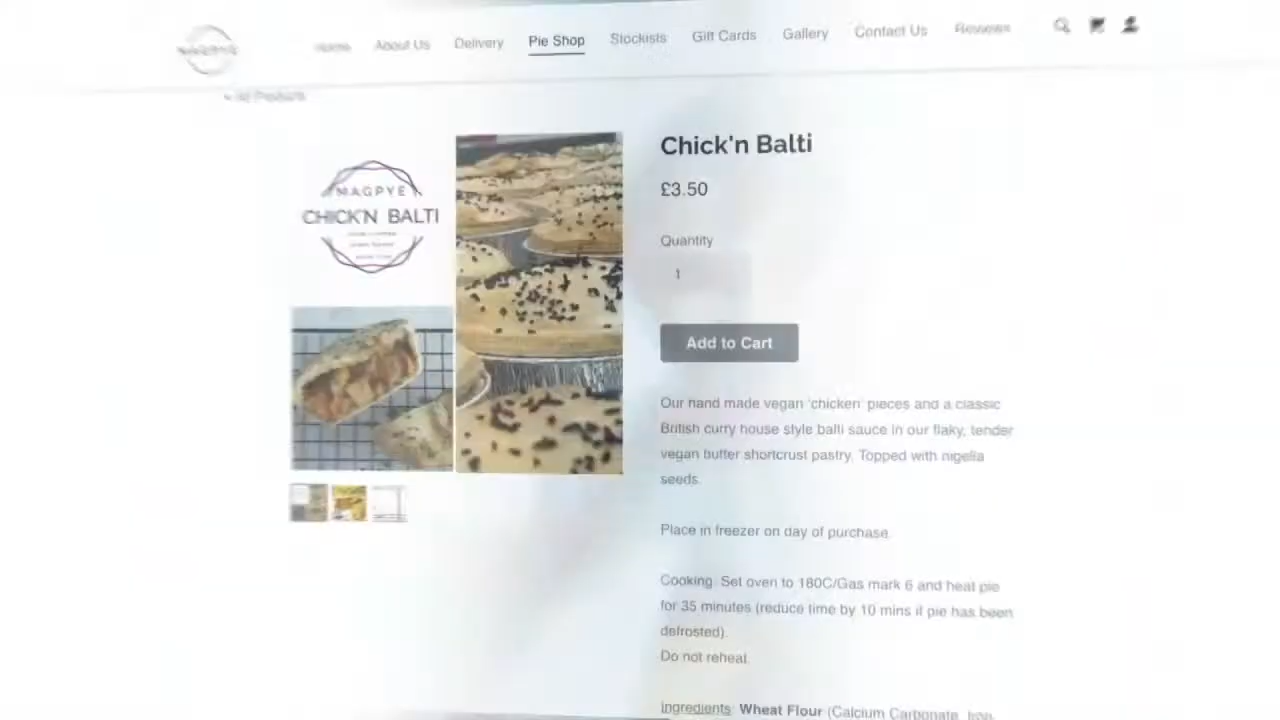 MAGPYE
Home About Us Delivery Pie Shop Stockists Gift Cards Gallery Contact Us Reviews
All Products
MAGPYE
CHICK'N BALTI
Chick'n Balti
£3.50
Quantity
1
Add to Cart
Our hand made vegan 'chicken' pieces and a classic
British curry house style balti sauce in our flaky, tender
vegan butter shortcrust pastry. Topped with nigella
seeds.
Place in freezer on day of purchase.
Cooking: Set oven to 180C/Gas mark 6 and heat pie
for 35 minutes (reduce time by 10 mins if pie has been
defrosted).
Do not reheat.
Ingredients: Wheat Flour (Calcium Carbonate, Iron,